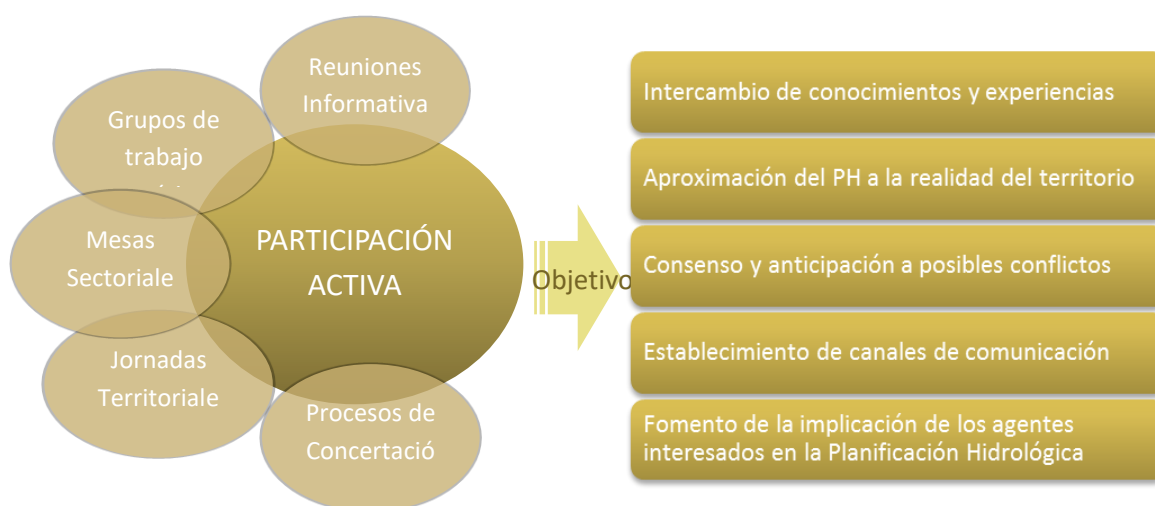 Reuniones
Informativa
Grupos de
trabajo
Mesas
Sectoriale
Jornadas
Territoriale
Procesos de
Concertació
PARTICIPACIÓN
ACTIVA
Objetivo
Intercambio de conocimientos y experiencias
Aproximación del PH a la realidad del territorio
Consenso y anticipación a posibles conflictos
Establecimiento de canales de comunicación
Fomento de la implicación de los agentes
interesados en la Planificación Hidrológica